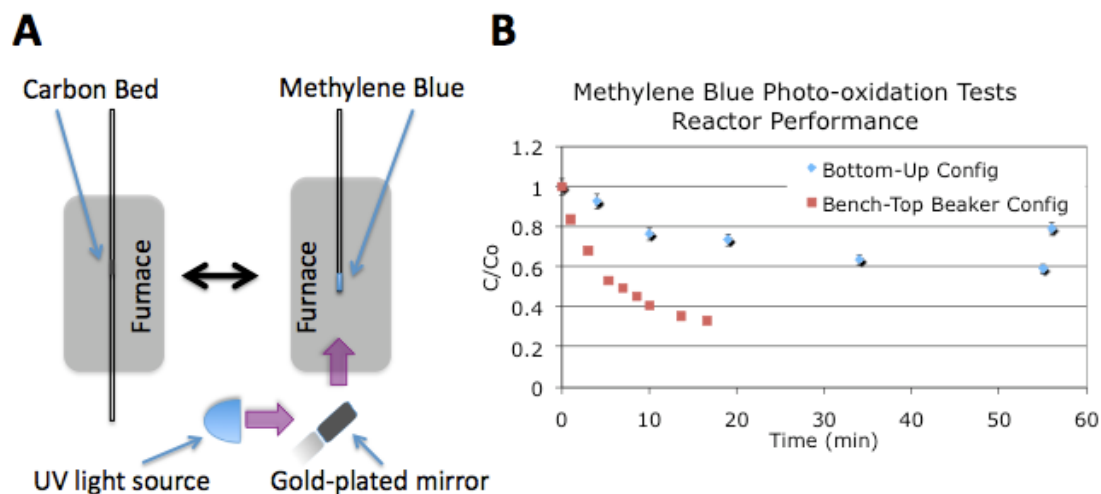 A
Carbon Bed
Methylene Blue
Furnace
Furnace
UV light source
Gold-plated mirror
B
Methylene Blue Photo-oxidation Tests
Reactor Performance
1.2
1
0.8
0.6
0.4
0.2
0
C/Co
Bottom-Up Config
Bench-Top Beaker Config
0 10 20 30 40 50 60
Time (min)